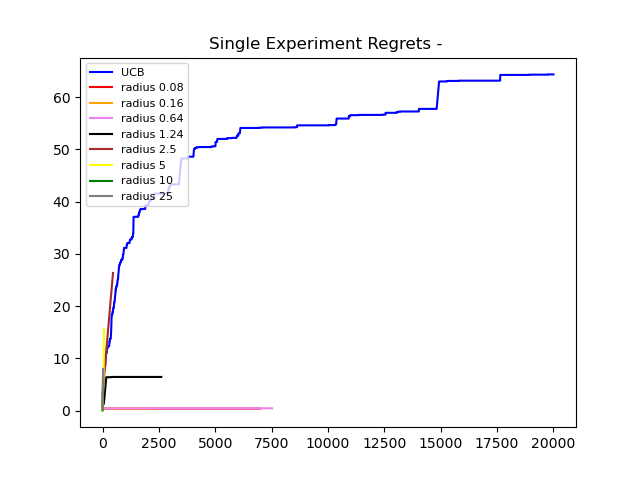 Single Experiment Regrets -
UCB
radius 0.08
radius 0.16
radius 0.64
radius 1.24
radius 2.5
radius 5
radius 10
radius 25
60
50
40
30
20
10
0
0 2500 5000 7500 10000 12500 15000 17500 20000